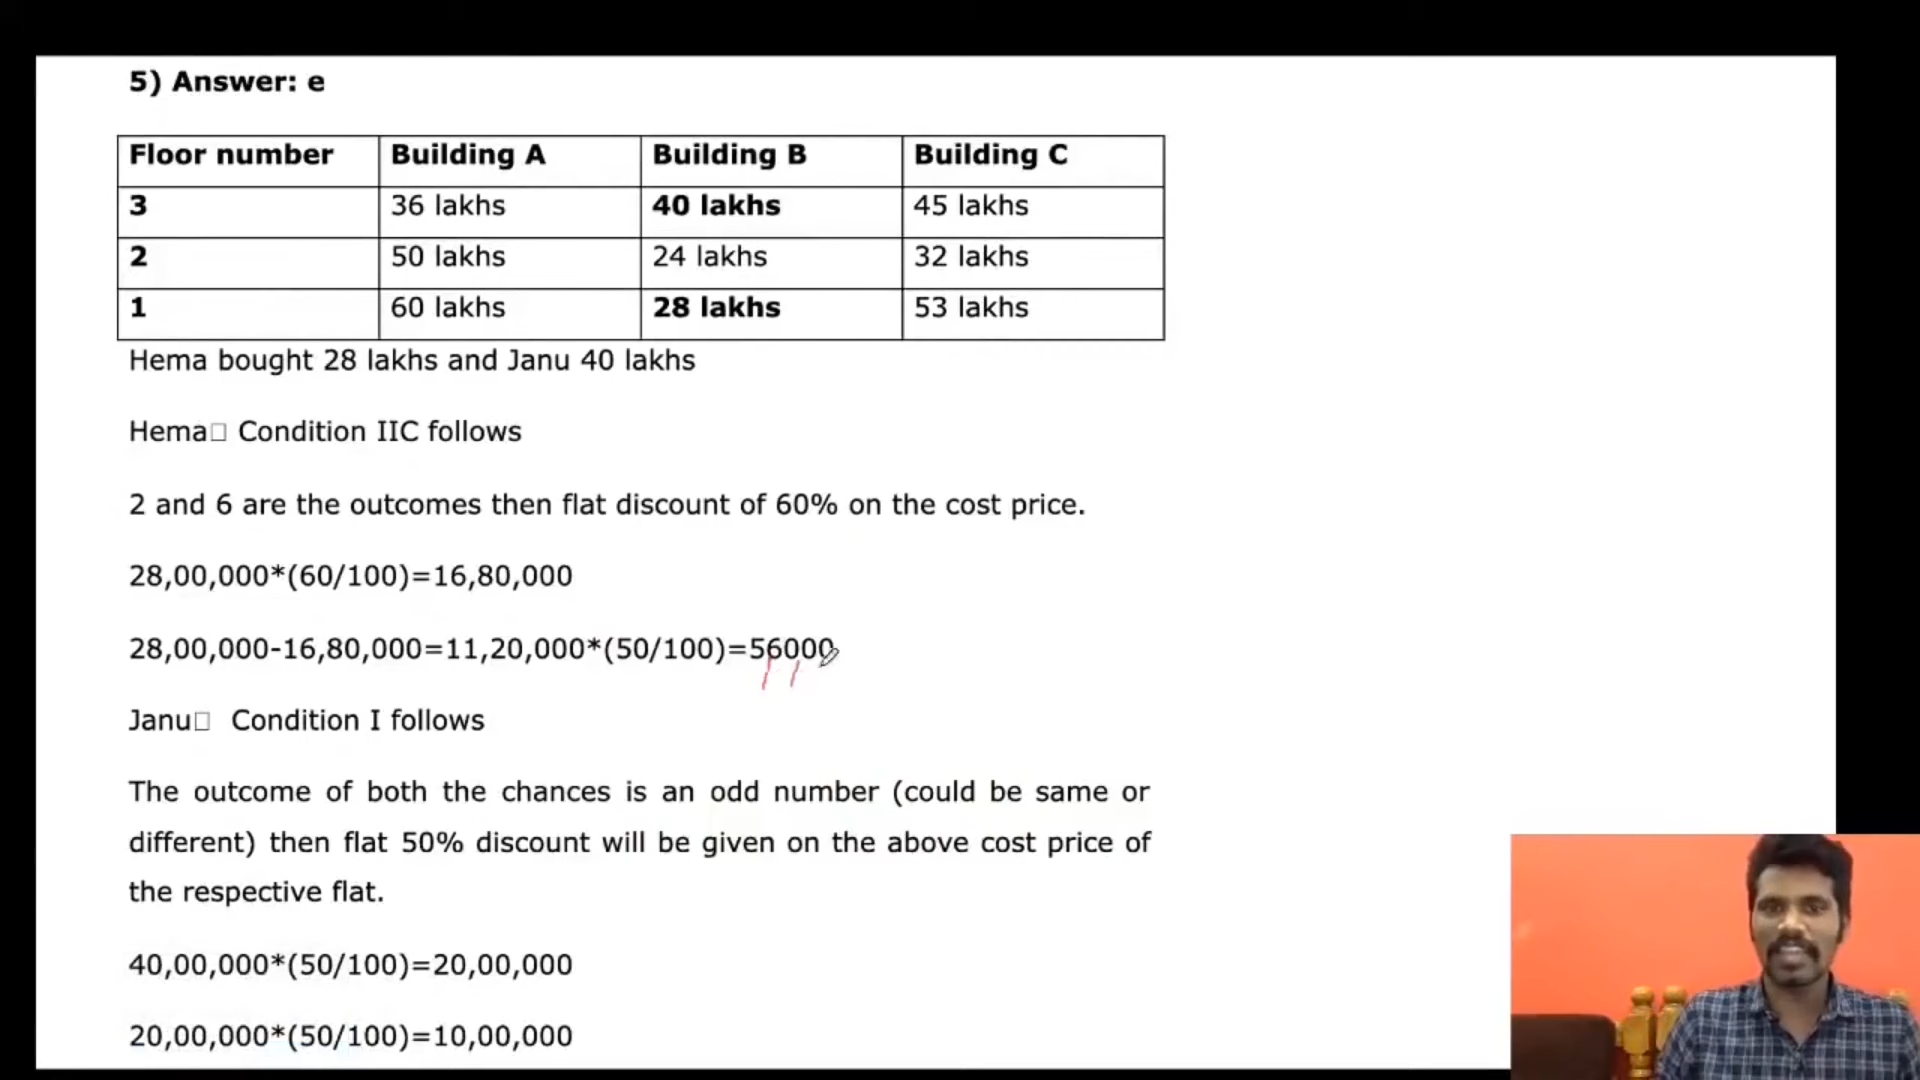 5) Answer: e
Floor number Building A Building B Building C
3 36 lakhs 40 lakhs 45 lakhs
2 50 lakhs 24 lakhs 32 lakhs
1 60 lakhs 28 lakhs 53 lakhs
Hema bought 28 lakhs and Janu 40 lakhs
Hema□ Condition IIC follows
2 and 6 are the outcomes then flat discount of 60% on the cost price.
28,00,000*(60/100)=16,80,000
28,00,000-16,80,000=11,20,000*(50/100)=56000
Janu□ Condition I follows
The outcome of both the chances is an odd number (could be same or
different) then flat 50% discount will be given on the above cost price of
the respective flat.
40,00,000*(50/100)=20,00,000
20,00,000*(50/100)=10,00,000